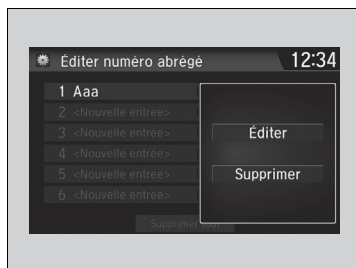 Éditer numéro abrégé
12:34
1 Aaa
2 <Nouvelle entrée>
3 <Nouvelle entrée>
4 <Nouvelle entrée>
5 <Nouvelle entrée>
6 <Nouvelle entrée>
Éditer
Supprimer
Supprimer tout